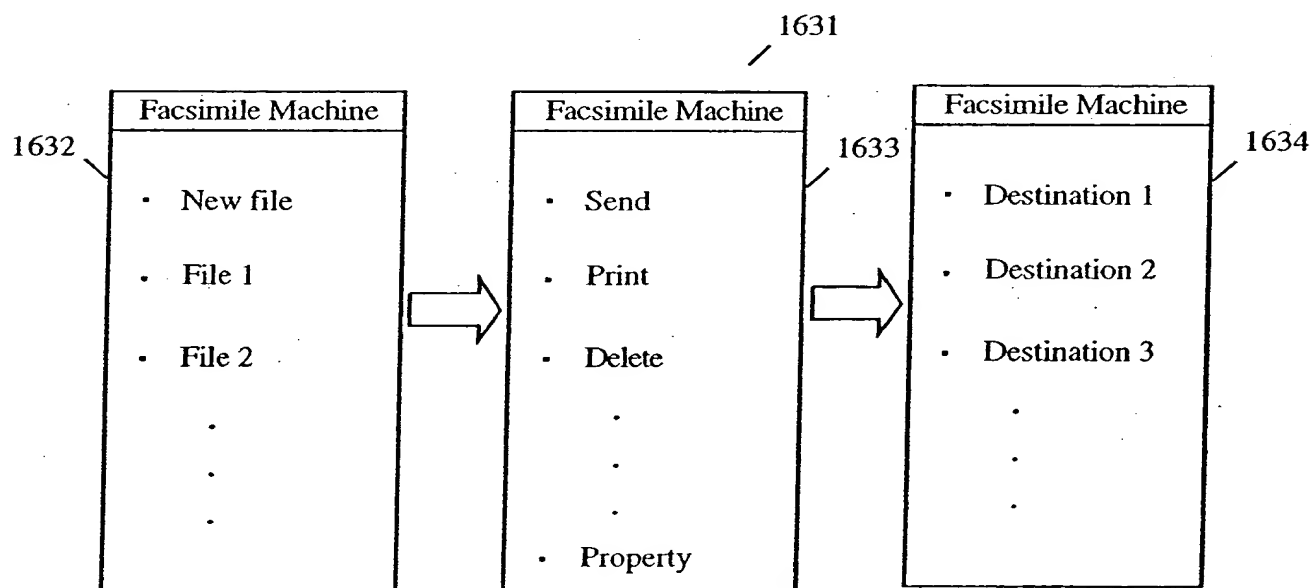 1631
Facsimile Machine
1632
· New file
· File 1
· File 2
.
.
.
Facsimile Machine
1633
· Send
· Print
· Delete
.
.
.
· Property
Facsimile Machine
1634
· Destination 1
· Destination 2
· Destination 3
.
.
.